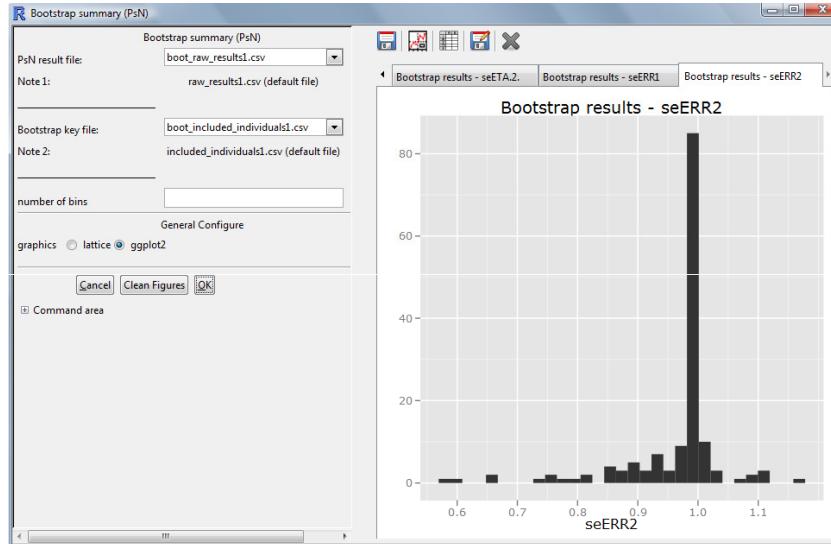 Bootstrap summary (PsN)
Bootstrap summary (PsN)
PsN result file:
boot_raw_results1.csv
Note 1:
raw_results1.csv (default file)
Bootstrap key file:
boot_included_individuals1.csv
Note 2:
included_individuals1.csv (default file)
number of bins
General Configure
graphics lattice ggplot2
Cancel Clean Figures OK
Command area
Bootstrap results - seETA.2. Bootstrap results - seERR1 Bootstrap results - seERR2
Bootstrap results - seERR2
80
60
40
20
0
0.6 0.7 0.8 0.9 1.0 1.1
seERR2